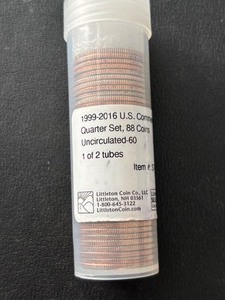 1999-2016 U.S. Comme
Quarter Set, 88 Coins
Uncirculated-60
1 of 2 tubes
Item #:
Littleton Coin Co., LLC
Littleton, NH 03561
1-800-645-3122
LittletonCoin.com